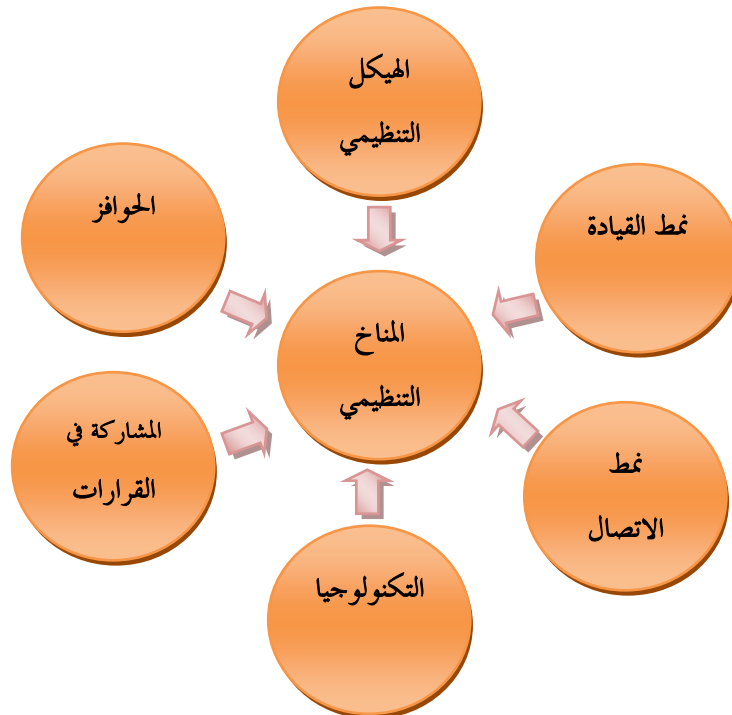 الهيكل
التنظيمي
الحوافز
نمط القيادة
المناخ
التنظيمي
المشاركة في
القرارات
نمط
الاتصال
التكنولوجيا